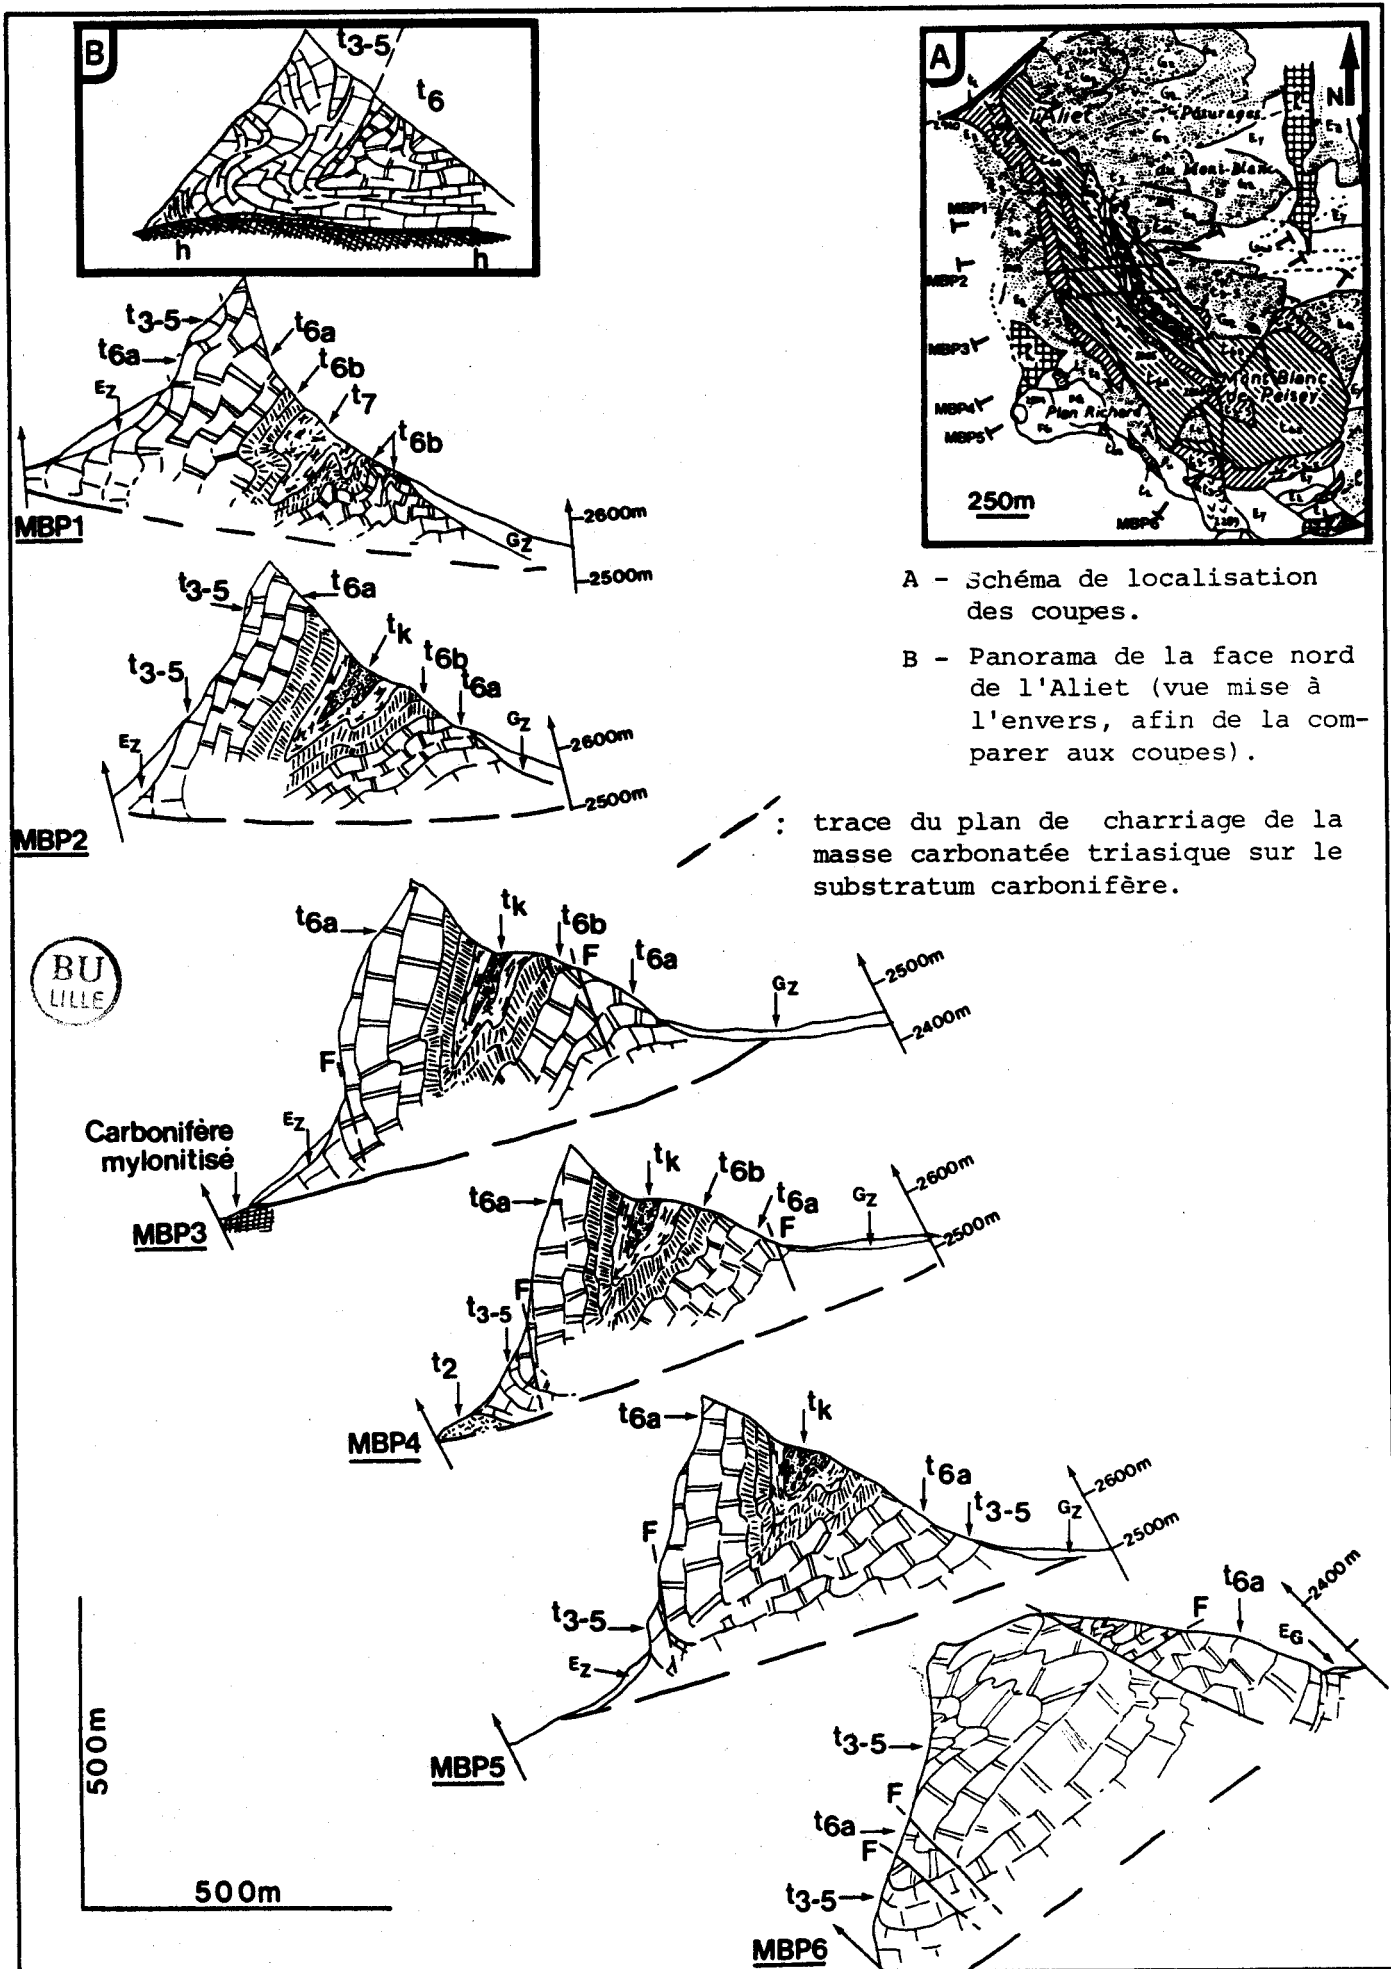 B
t3-5
t6
h
h
A
N
l'Aliet
Pâturages
du Mont-Blanc
MBP1
MBP2
MBP3
MBP4
MBP5
MBP6
Plan Richard
Mont Blanc
de Peisey
250m
A - Schéma de localisation
des coupes.
B - Panorama de la face nord
de l'Aliet (vue mise à
l'envers, afin de la com-
parer aux coupes).
: trace du plan de charriage de la
masse carbonatée triasique sur le
substratum carbonifère.
t3-5
t6a
Ez
t6a
t6b
t7
t6b
Gz
2600m
2500m
MBP1
t3-5
t6a
tk
t6b
t6a
t3-5
Ez
Gz
2600m
2500m
MBP2
BU
LILLE
t6a
tk
t6b
F
t6a
Gz
2500m
2400m
F
Ez
Carbonifère
mylonitisé
MBP3
t6a
tk
t6b
t6a
F
Gz
2600m
2500m
F
t3-5
t2
MBP4
t6a
tk
t6a
t3-5
Gz
2600m
2500m
F
t3-5
Ez
MBP5
t6a
F
EG
2400m
t3-5
F
t6a
F
t3-5
MBP6
500m
500m